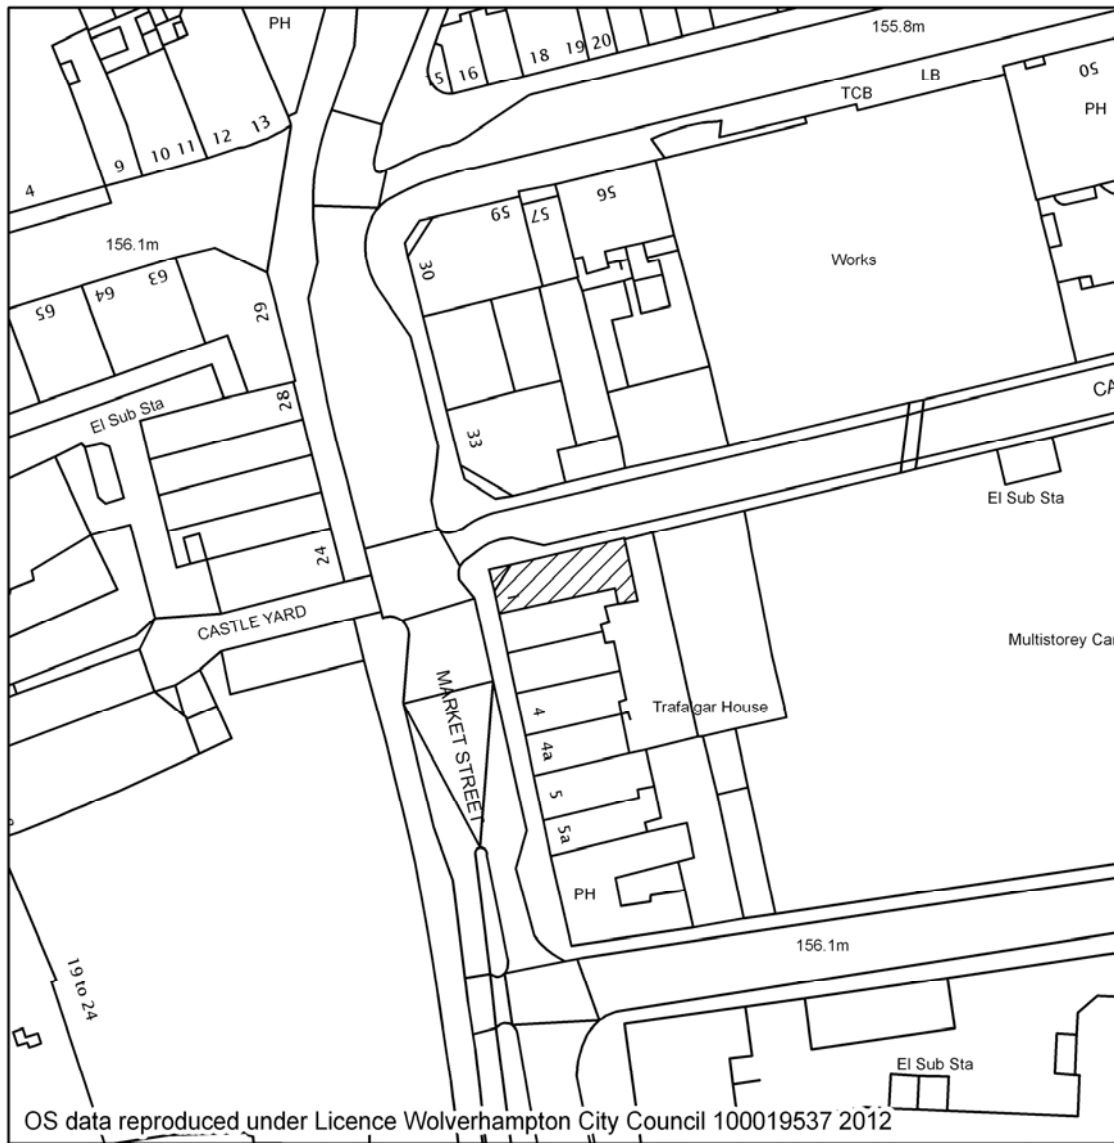 PH
155.8m
15
16
18
19
20
LB
TCB
50
PH
13
12
11
10
9
4
156.1m
59
57
56
Works
30
63
64
65
29
28
El Sub Sta
33
CA
El Sub Sta
24
CASTLE YARD
Multistorey Car
MARKET STREET
4
Trafalgar House
4a
5
5a
PH
156.1m
19 to 24
El Sub Sta
OS data reproduced under Licence Wolverhampton City Council 100019537 2012